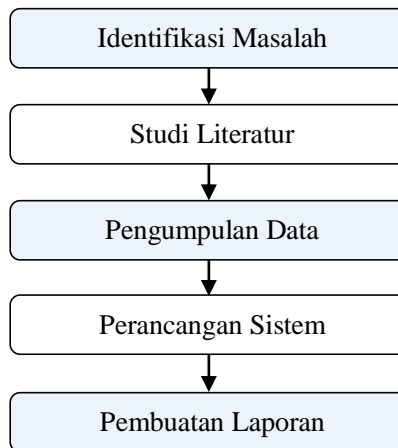 Identifikasi Masalah
Studi Literatur
Pengumpulan Data
Perancangan Sistem
Pembuatan Laporan